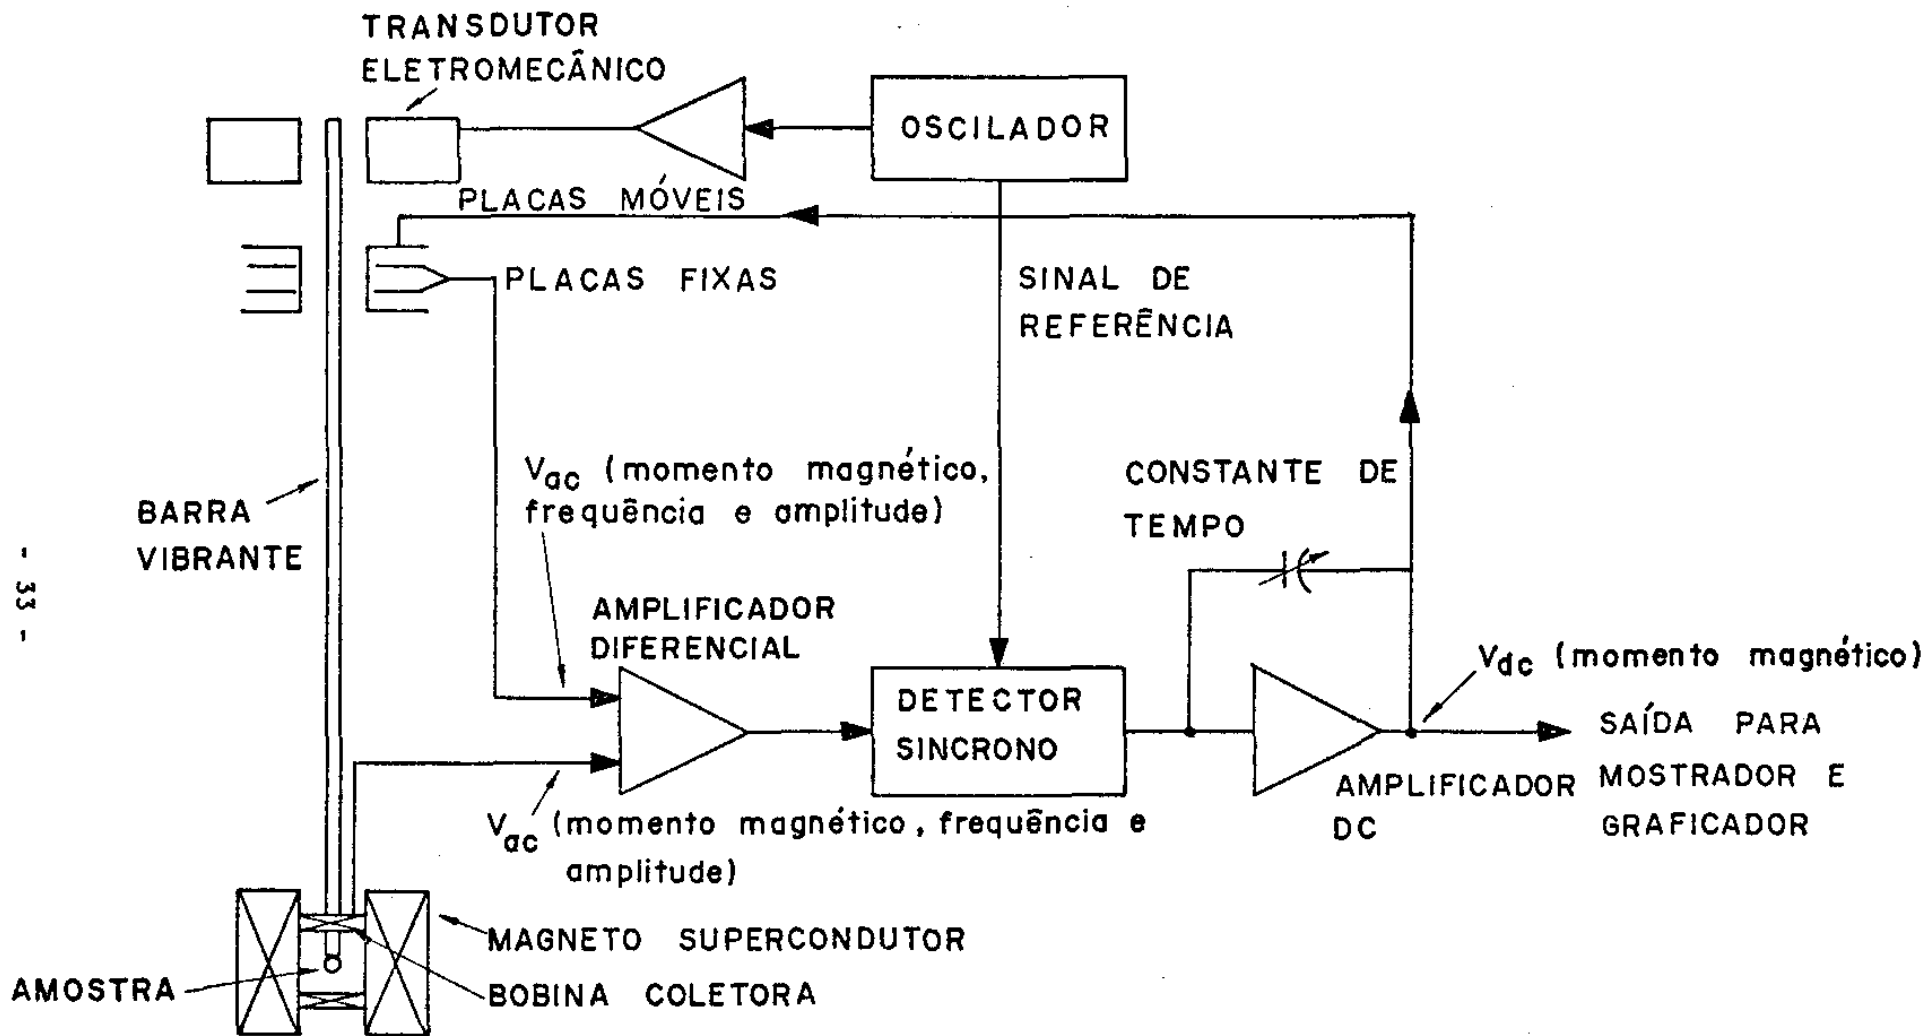 TRANSDUTOR
ELETROMECÂNICO
OSCILADOR
PLACAS MÓVEIS
PLACAS FIXAS
SINAL DE
REFERÊNCIA
BARRA
VIBRANTE
Vac (momento magnético,
frequência e amplitude)
CONSTANTE DE
TEMPO
- 33 -
AMPLIFICADOR
DIFERENCIAL
DETECTOR
SINCRONO
Vdc (momento magnético)
SAÍDA PARA
MOSTRADOR E
GRAFICADOR
AMPLIFICADOR
DC
Vac (momento magnético, frequência e
amplitude)
MAGNETO SUPERCONDUTOR
BOBINA COLETORA
AMOSTRA